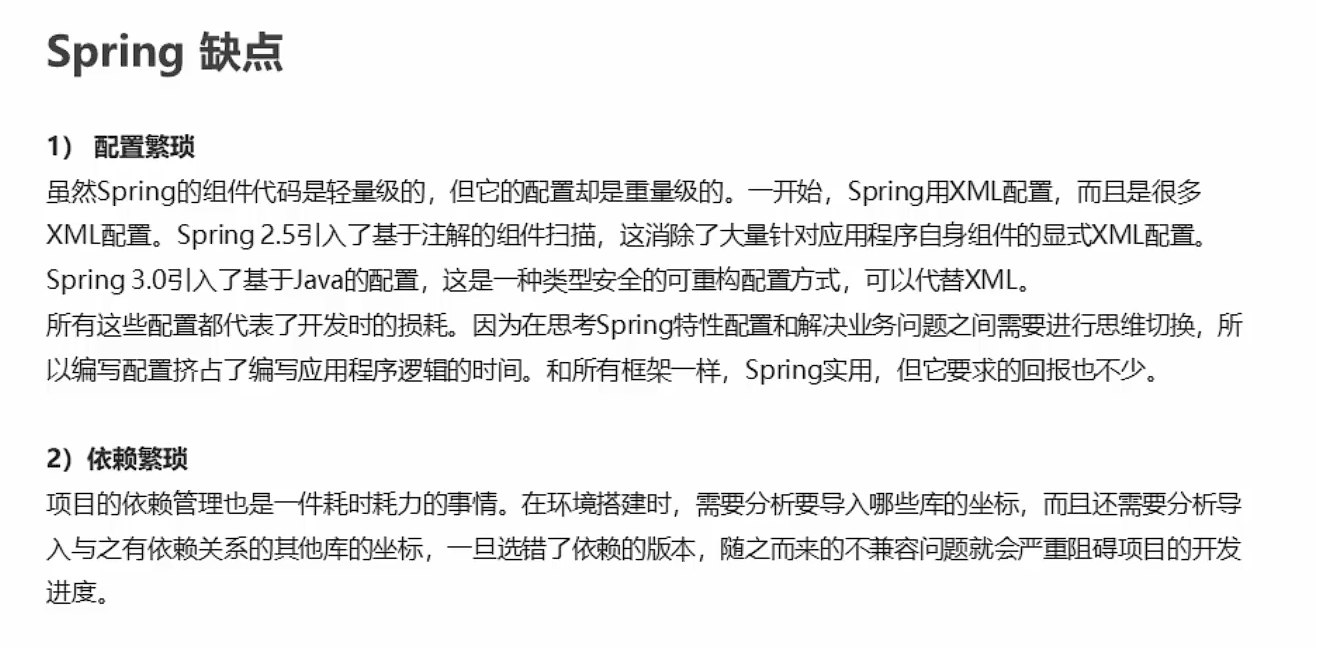 Spring 缺点
1） 配置繁琐
虽然Spring的组件代码是轻量级的，但它的配置却是重量级的。一开始，Spring用XML配置，而且是很多
XML配置。Spring 2.5引入了基于注解的组件扫描，这消除了大量针对应用程序自身组件的显式XML配置。
Spring 3.0引入了基于Java的配置，这是一种类型安全的可重构配置方式，可以代替XML。
所有这些配置都代表了开发时的损耗。因为在思考Spring特性配置和解决业务问题之间需要进行思维切换，所
以编写配置挤占了编写应用程序逻辑的时间。和所有框架一样，Spring实用，但它要求的回报也不少。
2）依赖繁琐
项目的依赖管理也是一件耗时耗力的事情。在环境搭建时，需要分析要导入哪些库的坐标，而且还需要分析导
入与之有依赖关系的其他库的坐标，一旦选错了依赖的版本，随之而来的不兼容问题就会严重阻碍项目的开发
进度。